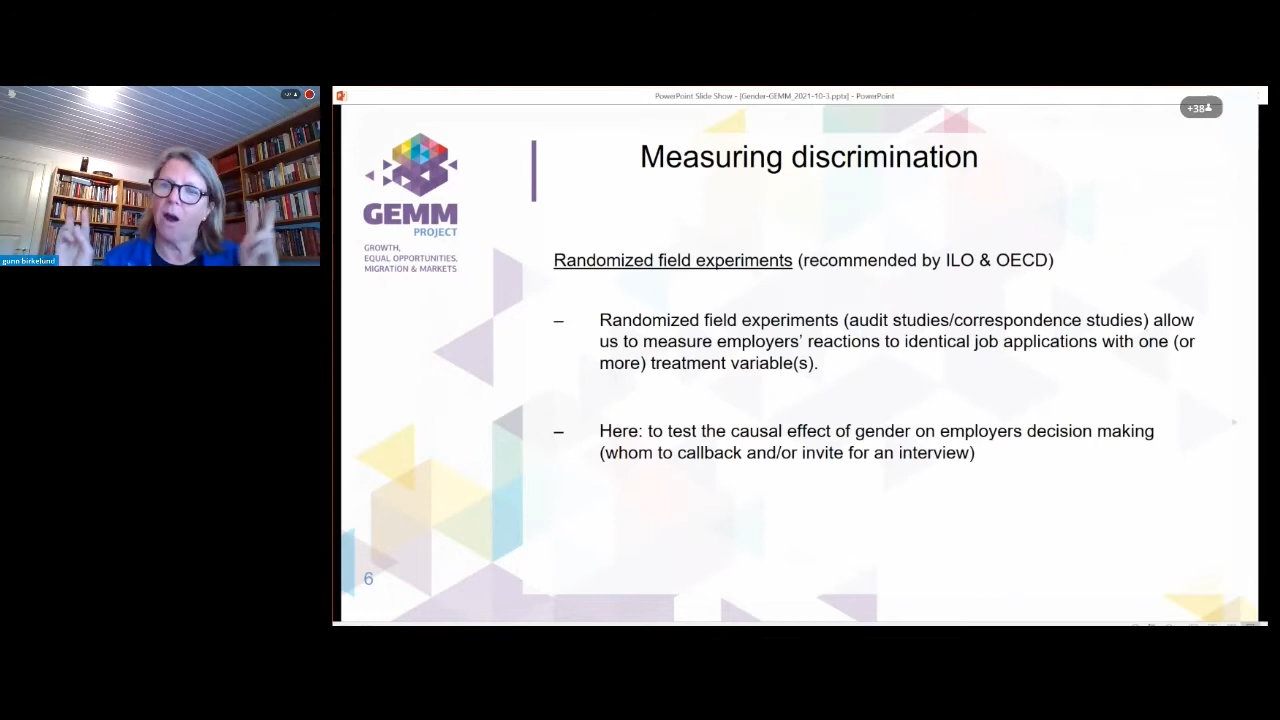 PowerPoint Slide Show - [Gender-GEMM_2021-10-3.pptx] - PowerPoint
+38
gunn birkelund
GEMM
PROJECT
GROWTH,
EQUAL OPPORTUNITIES,
MIGRATION & MARKETS
Measuring discrimination
Randomized field experiments (recommended by ILO & OECD)
– Randomized field experiments (audit studies/correspondence studies) allow
us to measure employers’ reactions to identical job applications with one (or
more) treatment variable(s).
– Here: to test the causal effect of gender on employers decision making
(whom to callback and/or invite for an interview)
6